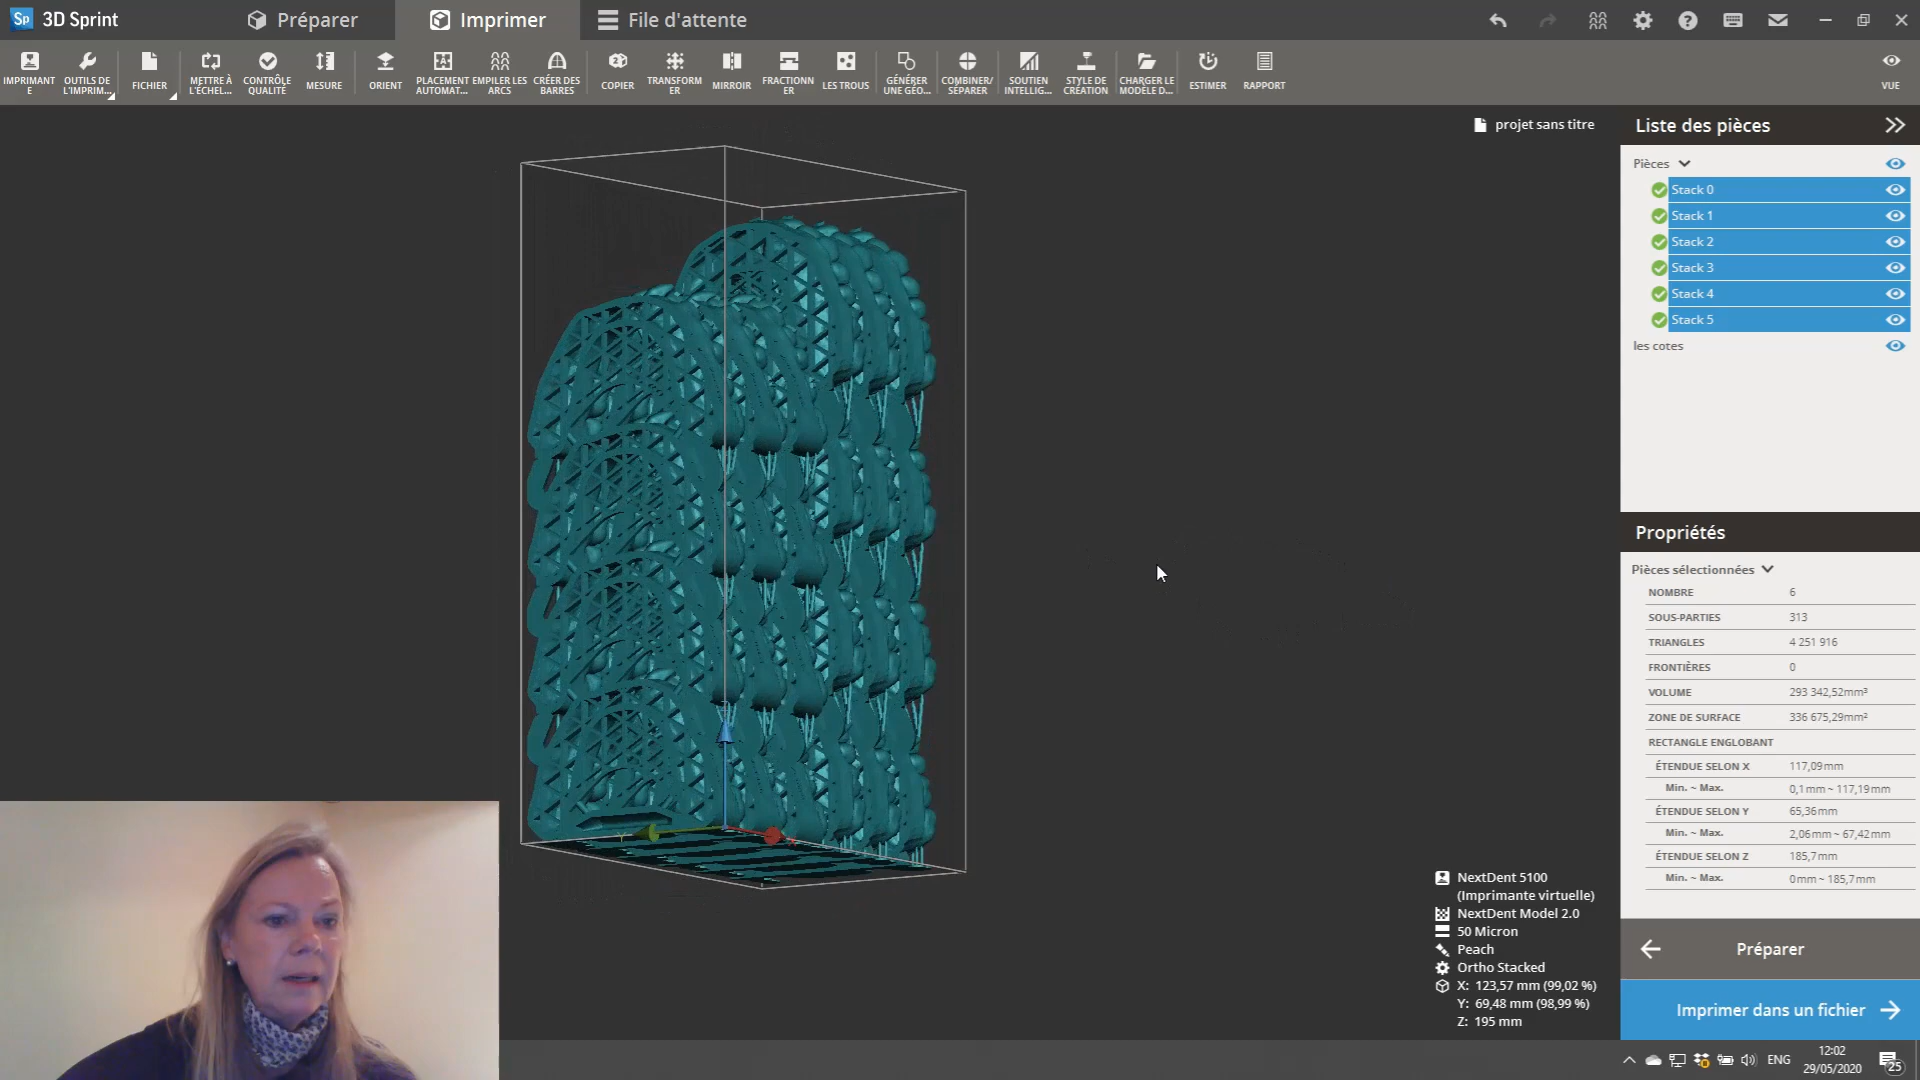 Sp 3D Sprint
Préparer
Imprimer
File d'attente
IMPRIMANT
E
OUTILS DE
L'IMPRIM...
FICHIER
METTRE À
L'ÉCHEL...
CONTRÔLE
QUALITÉ
MESURE
ORIENT
PLACEMENT
AUTOMAT...
EMPILER LES
ARCS
CRÉER DES
BARRES
COPIER
TRANSFORM
ER
MIRROIR
FRACTIONN
ER
LES TROUS
GÉNÉRER
UNE GÉO...
COMBINER/
SÉPARER
SOUTIEN
INTELLIG...
STYLE DE
CRÉATION
CHARGER LE
MODÈLE D...
ESTIMER
RAPPORT
VUE
projet sans titre
Liste des pièces
Pièces
Stack 0
Stack 1
Stack 2
Stack 3
Stack 4
Stack 5
les cotes
Propriétés
Pièces sélectionnées
NOMBRE 6
SOUS-PARTIES 313
TRIANGLES 4 251 916
FRONTIÈRES 0
VOLUME 293 342,52mm³
ZONE DE SURFACE 336 675,29mm²
RECTANGLE ENGLOBANT
ÉTENDUE SELON X 117,09mm
Min. ~ Max. 0,1mm ~ 117,19mm
ÉTENDUE SELON Y 65,36mm
Min. ~ Max. 2,06mm ~ 67,42mm
ÉTENDUE SELON Z 185,7mm
Min. ~ Max. 0mm ~ 185,7mm
NextDent 5100
(Imprimante virtuelle)
NextDent Model 2.0
50 Micron
Peach
Ortho Stacked
X: 123,57 mm (99,02 %)
Y: 69,48 mm (98,99 %)
Z: 195 mm
Préparer
Imprimer dans un fichier
ENG
12:02
29/05/2020
25